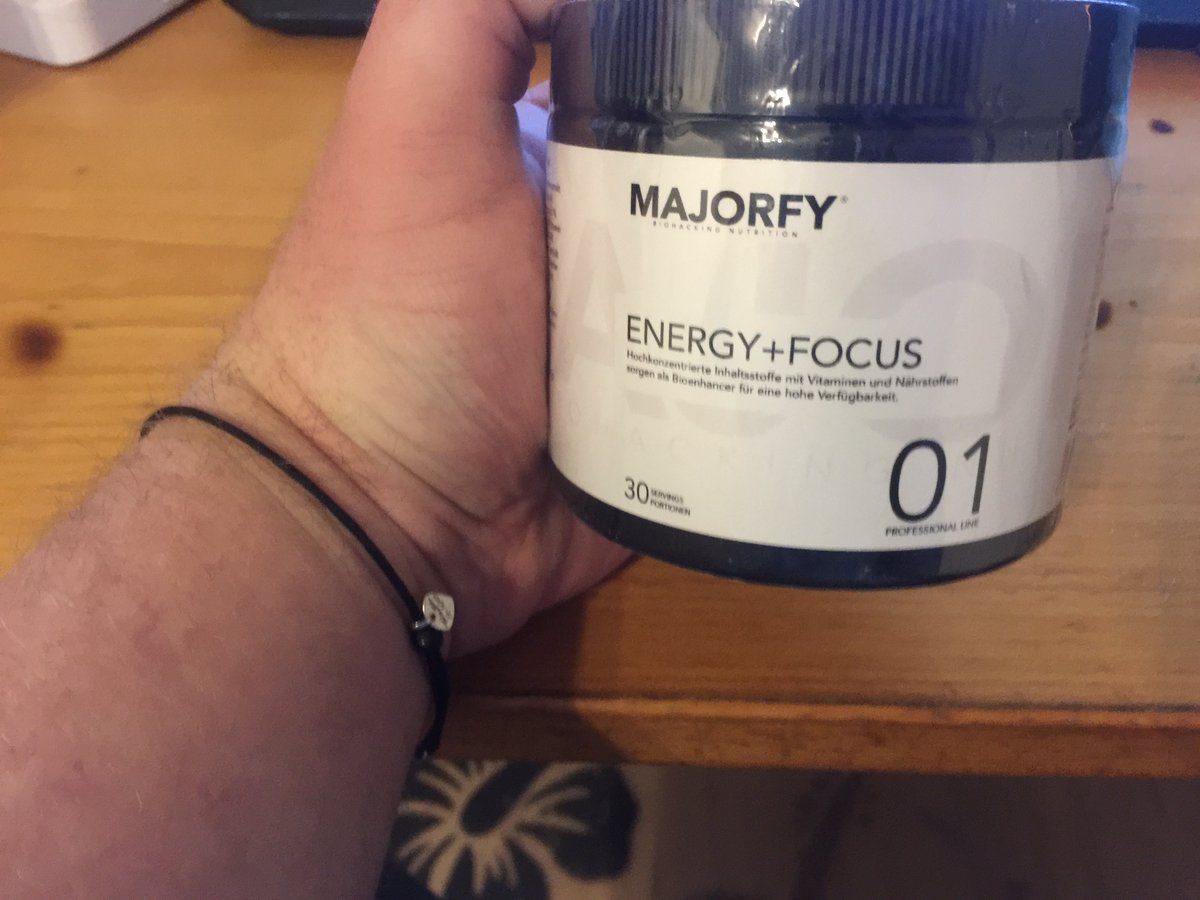 MAJORFY®
BIOHACKING NUTRITION
ENERGY+FOCUS
Hochkonzentrierte Inhaltsstoffe mit Vitaminen und Nährstoffen
sorgen als Bioenhancer für eine hohe Verfügbarkeit.
30 SERVINGS
PORTIONEN
01
PROFESSIONAL LINE